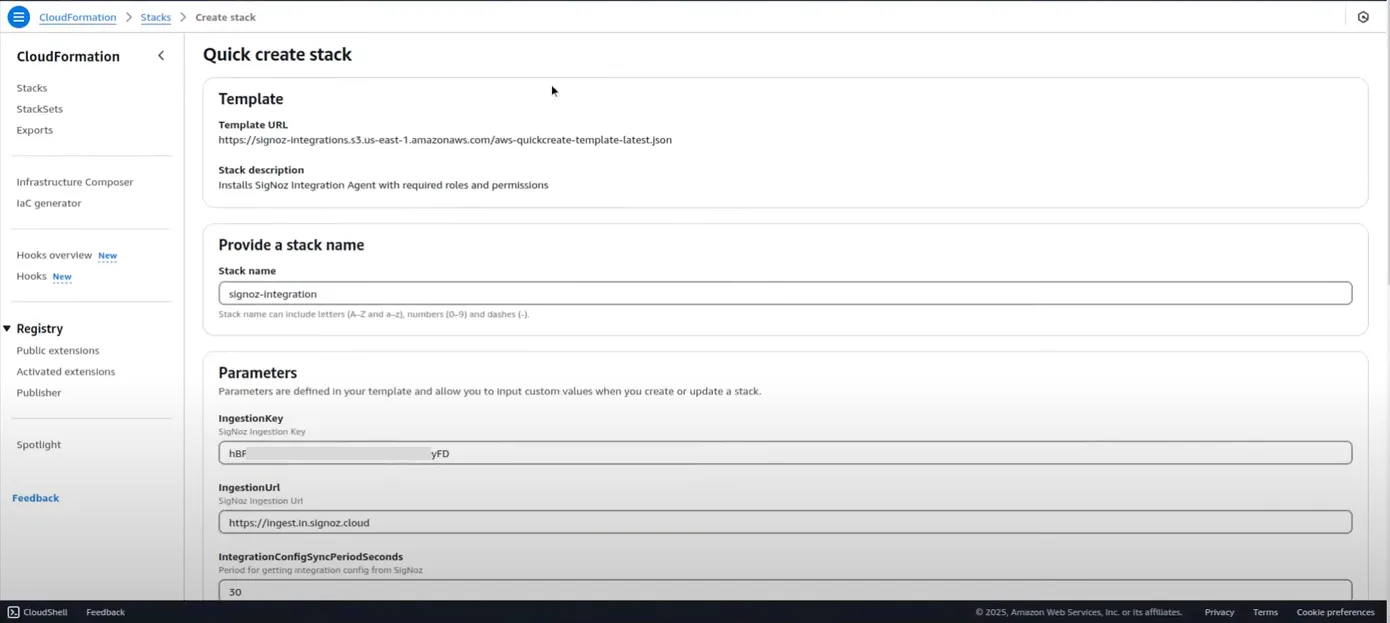 CloudFormation > Stacks > Create stack
CloudFormation
Stacks
StackSets
Exports
Infrastructure Composer
IaC generator
Hooks overview New
Hooks New
Registry
Public extensions
Activated extensions
Publisher
Spotlight
Feedback
Quick create stack
Template
Template URL
https://signoz-integrations.s3.us-east-1.amazonaws.com/aws-quickcreate-template-latest.json
Stack description
Installs SigNoz Integration Agent with required roles and permissions
Provide a stack name
Stack name
signoz-integration
Stack name can include letters (A-Z and a-z), numbers (0-9) and dashes (-).
Parameters
Parameters are defined in your template and allow you to input custom values when you create or update a stack.
IngestionKey
SigNoz Ingestion Key
hBF yFD
IngestionUrl
SigNoz Ingestion Url
https://ingest.in.signoz.cloud
IntegrationConfigSyncPeriodSeconds
Period for getting integration config from SigNoz
30
CloudShell Feedback © 2025, Amazon Web Services, Inc. or its affiliates. Privacy Terms Cookie preferences